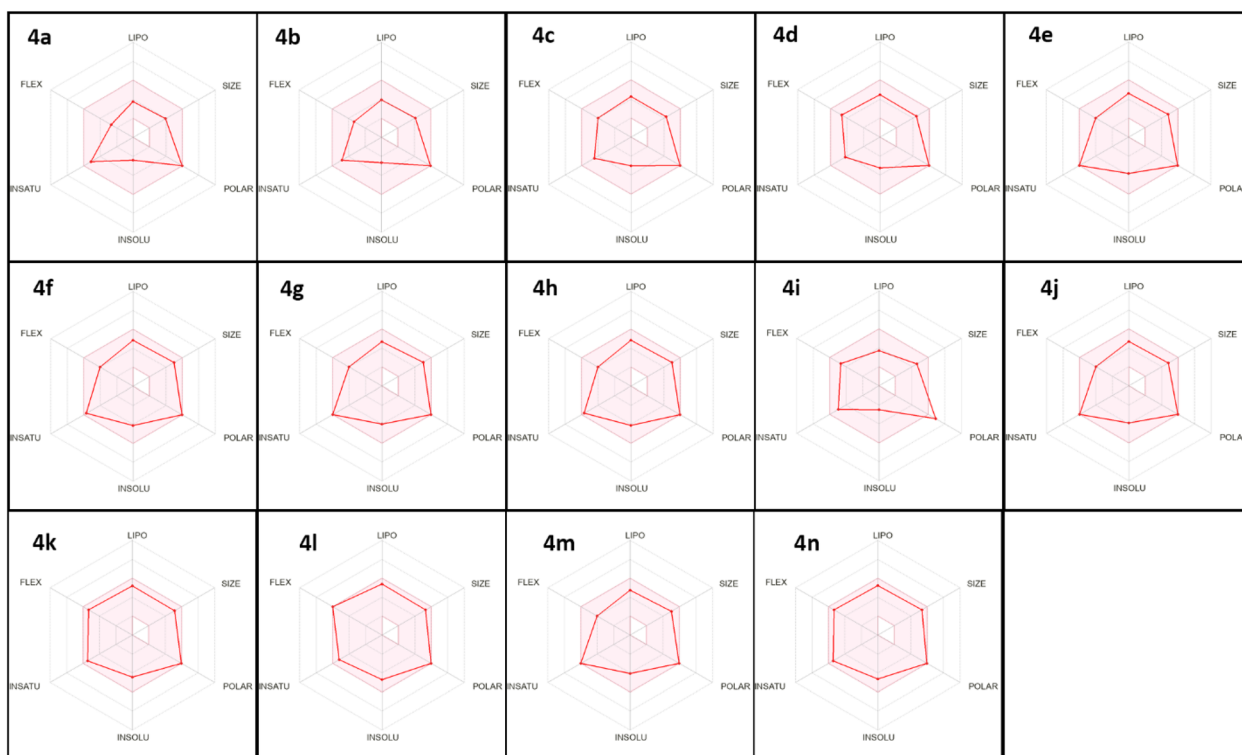 4a
LIPO
FLEX
SIZE
INSATU
POLAR
INSOLU
4b
LIPO
FLEX
SIZE
INSATU
POLAR
INSOLU
4c
LIPO
FLEX
SIZE
INSATU
POLAR
INSOLU
4d
LIPO
FLEX
SIZE
INSATU
POLAR
INSOLU
4e
LIPO
FLEX
SIZE
INSATU
POLAR
INSOLU
4f
LIPO
FLEX
SIZE
INSATU
POLAR
INSOLU
4g
LIPO
FLEX
SIZE
INSATU
POLAR
INSOLU
4h
LIPO
FLEX
SIZE
INSATU
POLAR
INSOLU
4i
LIPO
FLEX
SIZE
INSATU
POLAR
INSOLU
4j
LIPO
FLEX
SIZE
INSATU
POLAR
INSOLU
4k
LIPO
FLEX
SIZE
INSATU
POLAR
INSOLU
4l
LIPO
FLEX
SIZE
INSATU
POLAR
INSOLU
4m
LIPO
FLEX
SIZE
INSATU
POLAR
INSOLU
4n
LIPO
FLEX
SIZE
INSATU
POLAR
INSOLU